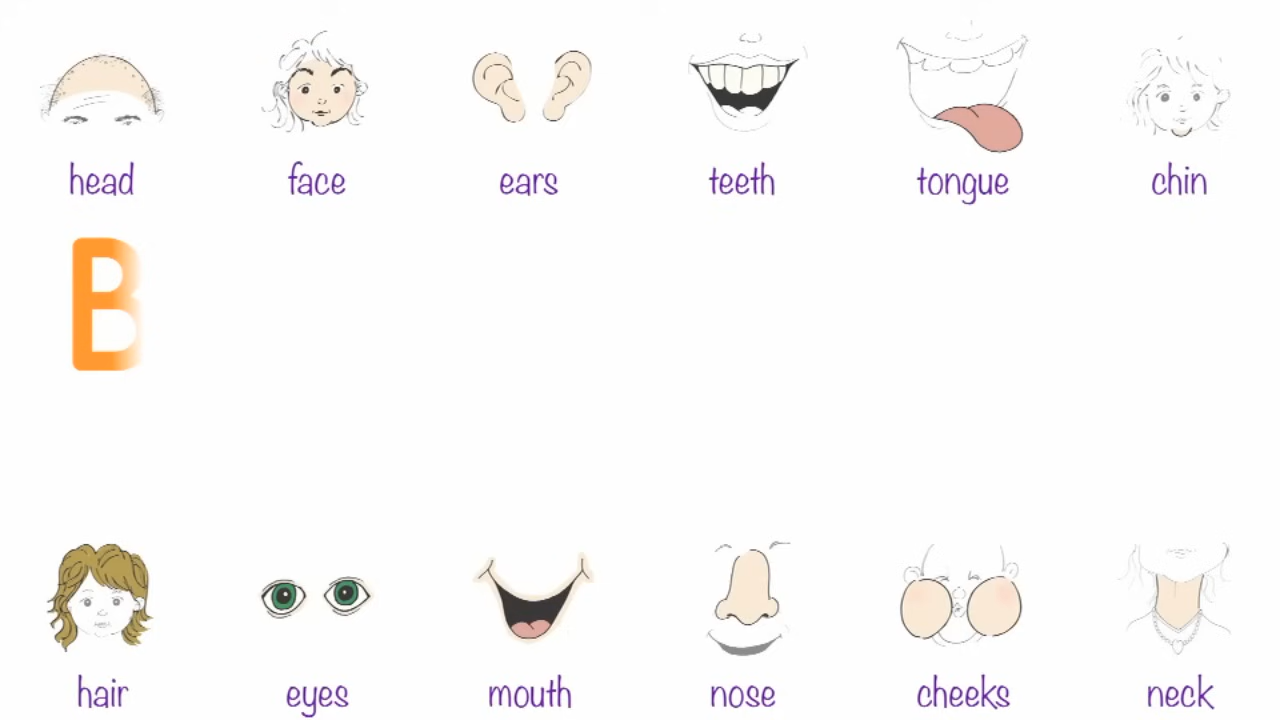 head face ears teeth tongue chin
B
hair eyes mouth nose cheeks neck